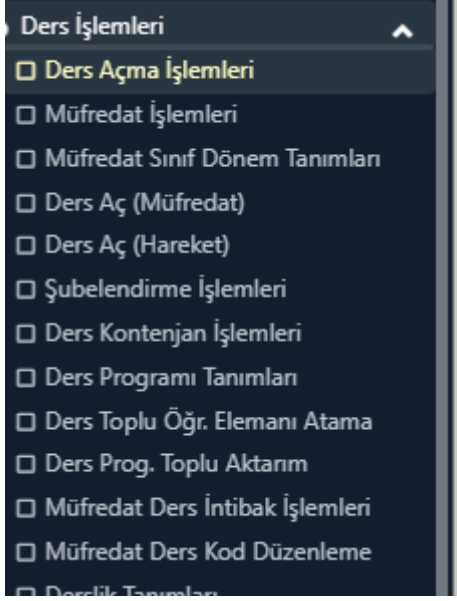 Ders İşlemleri
Ders Açma İşlemleri
Müfredat İşlemleri
Müfredat Sınıf Dönem Tanımları
Ders Aç (Müfredat)
Ders Aç (Hareket)
Şubelendirme İşlemleri
Ders Kontenjan İşlemleri
Ders Programı Tanımları
Ders Toplu Öğr. Elemanı Atama
Ders Prog. Toplu Aktarım
Müfredat Ders İntibak İşlemleri
Müfredat Ders Kod Düzenleme
Derslik Tanımları